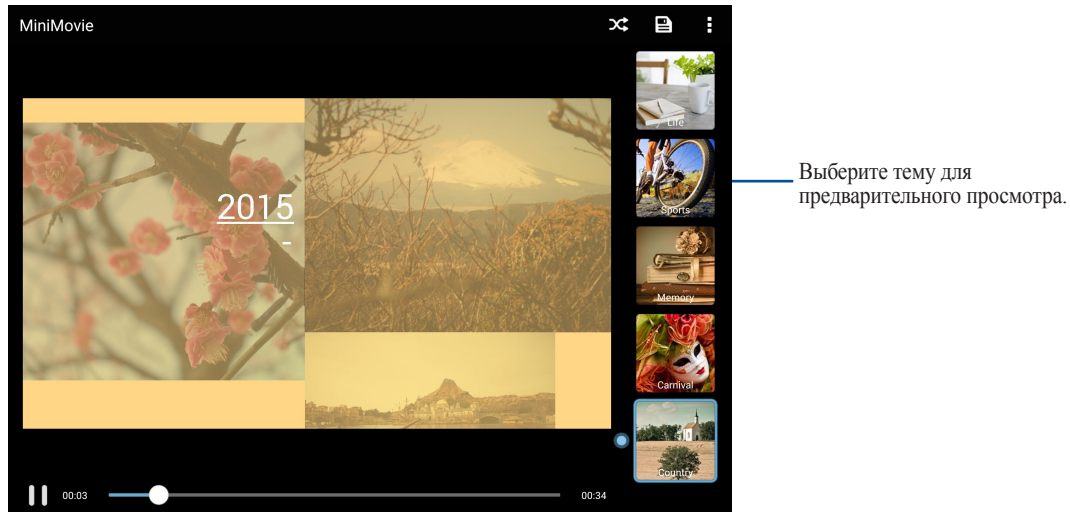 MiniMovie
Life
2015
-
Sports
Memory
Carnival
Country
00:03
00:34
Выберите тему для
предварительного просмотра.